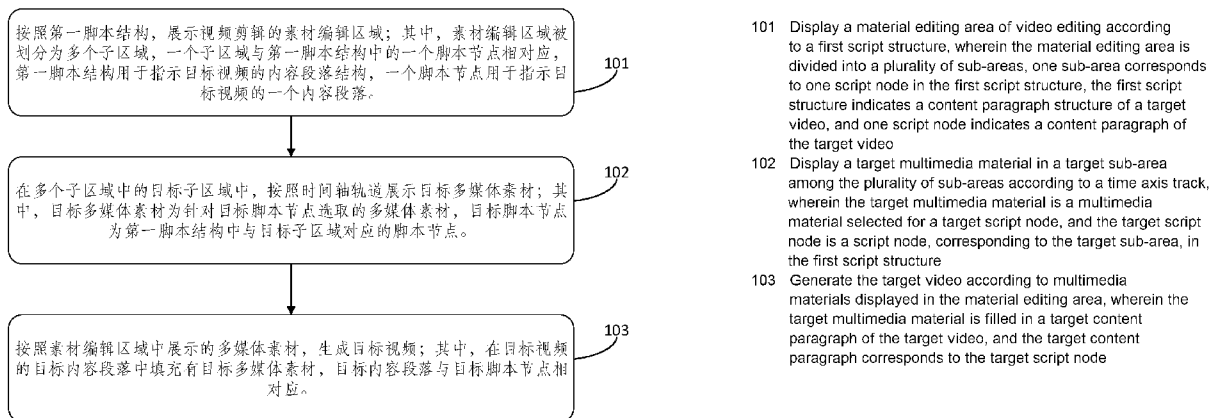 按照第一脚本结构，展示视频剪辑的素材编辑区域；其中，素材编辑区域被
划分为多个子区域，一个子区域与第一脚本结构中的一个脚本节点相对应，
第一脚本结构用于指示目标视频的内容段落结构，一个脚本节点用于指示目
标视频的一个内容段落。
101
在多个子区域中的目标子区域中，按照时间轴轨道展示目标多媒体素材；其
中，目标多媒体素材为针对目标脚本节点选取的多媒体素材，目标脚本节点
为第一脚本结构中与目标子区域对应的脚本节点。
102
按照素材编辑区域中展示的多媒体素材，生成目标视频；其中，在目标视频
的目标内容段落中填充有目标多媒体素材，目标内容段落与目标脚本节点相
对应。
103
101 Display a material editing area of video editing according
to a first script structure, wherein the material editing area is
divided into a plurality of sub-areas, one sub-area corresponds
to one script node in the first script structure, the first script
structure indicates a content paragraph structure of a target
video, and one script node indicates a content paragraph of
the target video
102 Display a target multimedia material in a target sub-area
among the plurality of sub-areas according to a time axis track,
wherein the target multimedia material is a multimedia
material selected for a target script node, and the target script
node is a script node, corresponding to the target sub-area, in
the first script structure
103 Generate the target video according to multimedia
materials displayed in the material editing area, wherein the
target multimedia material is filled in a target content
paragraph of the target video, and the target content
paragraph corresponds to the target script node